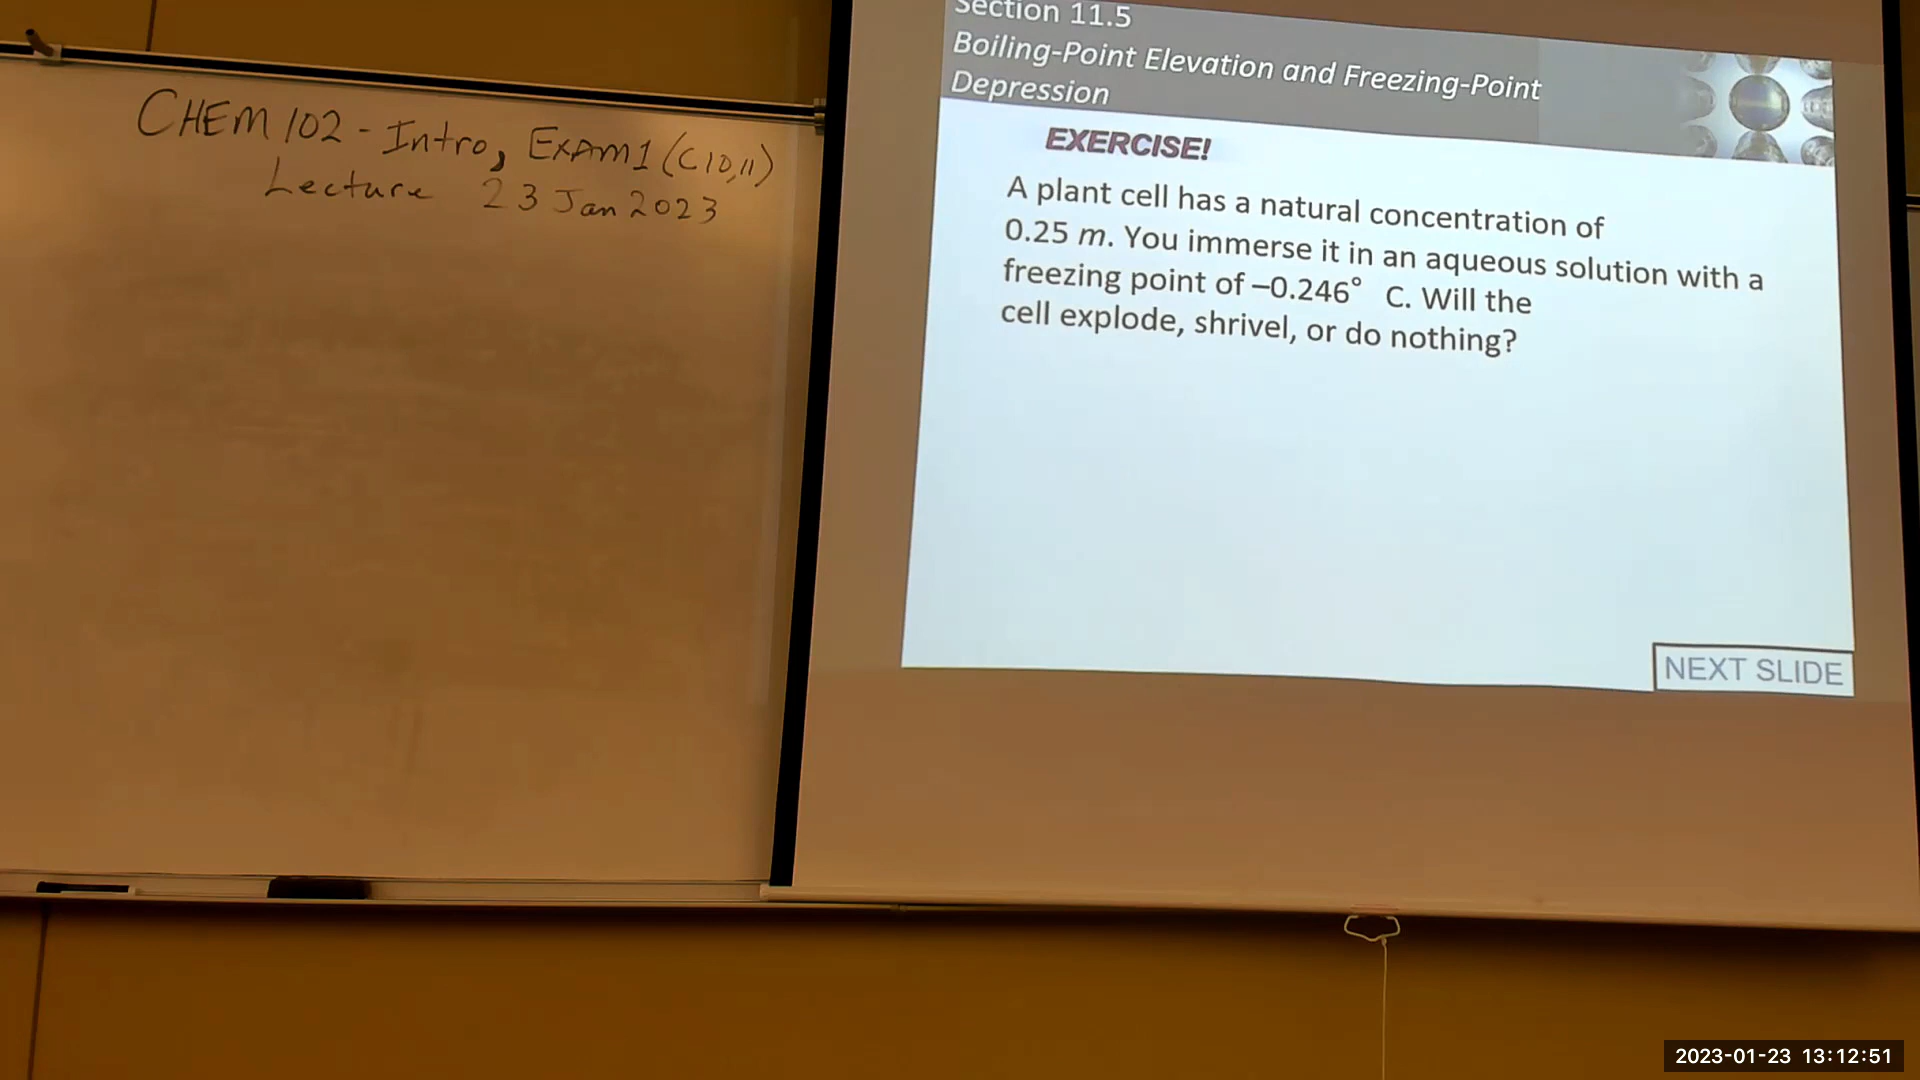 CHEM 102 - Intro, EXAM1 (C10,11)
Lecture 23 Jan 2023
Section 11.5
Boiling-Point Elevation and Freezing-Point
Depression
EXERCISE!
A plant cell has a natural concentration of
0.25 m. You immerse it in an aqueous solution with a
freezing point of –0.246° C. Will the
cell explode, shrivel, or do nothing?
NEXT SLIDE
2023-01-23 13:12:51